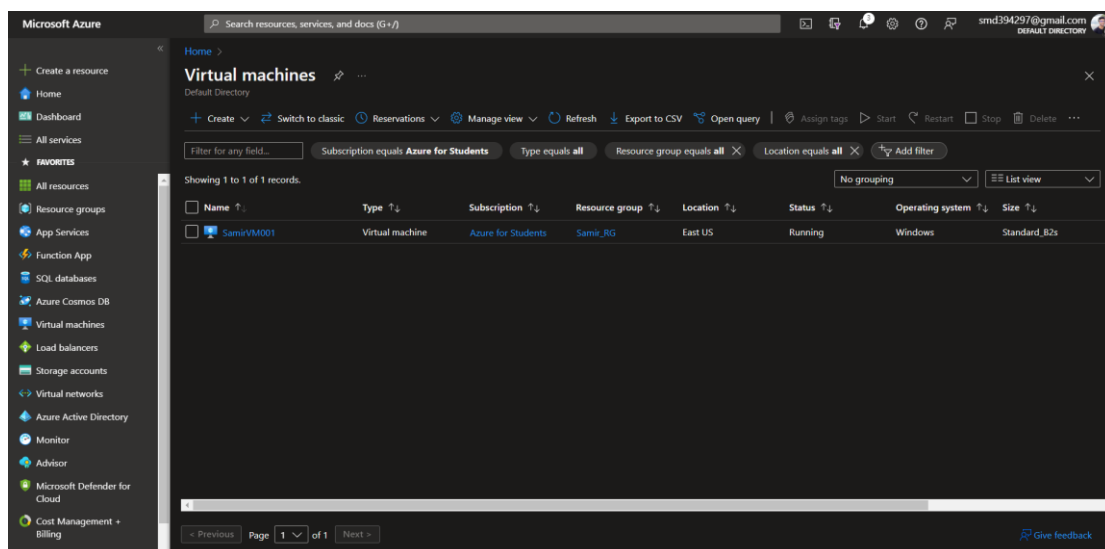 Microsoft Azure
Search resources, services, and docs (G+/)
3
smd394297@gmail.com
DEFAULT DIRECTORY
Create a resource
Home
Dashboard
All services
FAVORITES
All resources
Resource groups
App Services
Function App
SQL databases
Azure Cosmos DB
Virtual machines
Load balancers
Storage accounts
Virtual networks
Azure Active Directory
Monitor
Advisor
Microsoft Defender for
Cloud
Cost Management +
Billing
Home >
Virtual machines ...
Default Directory
+ Create Switch to classic Reservations Manage view Refresh Export to CSV Open query | Assign tags Start Restart Stop Delete ...
Filter for any field... Subscription equals Azure for Students Type equals all Resource group equals all Location equals all Add filter
Showing 1 to 1 of 1 records. No grouping List view
Name Type Subscription Resource group Location Status Operating system Size
SamirVM001 Virtual machine Azure for Students Samir_RG East US Running Windows Standard_B2s
< Previous Page 1 of 1 Next >
Give feedback